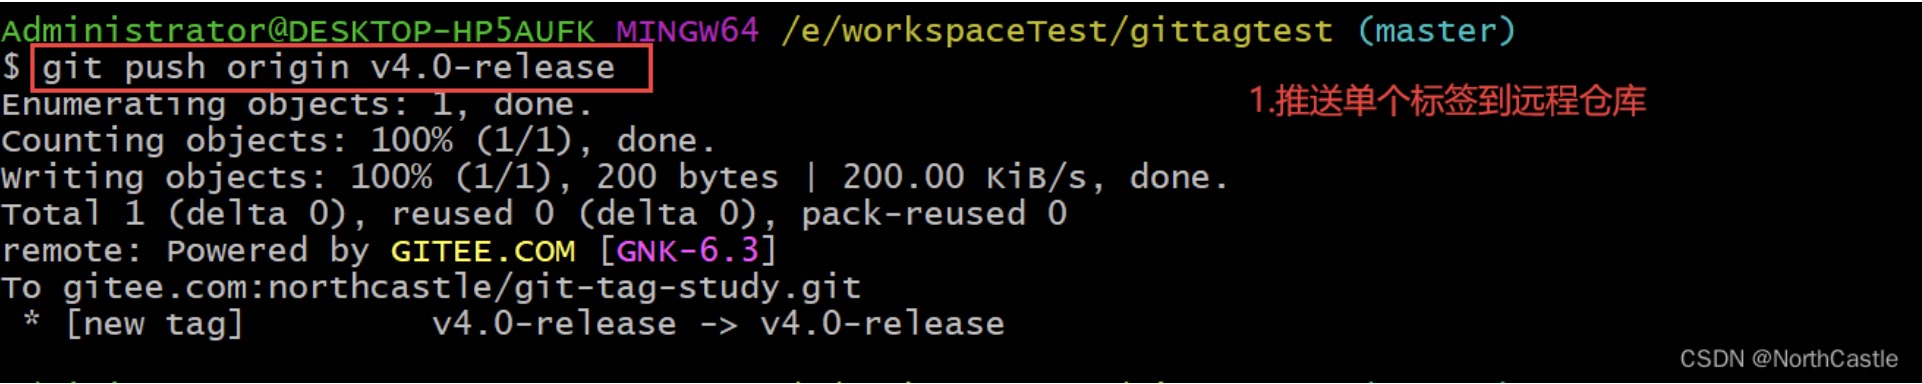 Administrator@DESKTOP-HP5AUFK MINGW64 /e/workspaceTest/gittagtest (master)
$ git push origin v4.0-release
Enumerating objects: 1, done.
1.推送单个标签到远程仓库
Counting objects: 100% (1/1), done.
Writing objects: 100% (1/1), 200 bytes | 200.00 KiB/s, done.
Total 1 (delta 0), reused 0 (delta 0), pack-reused 0
remote: Powered by GITEE.COM [GNK-6.3]
To gitee.com:northcastle/git-tag-study.git
 * [new tag]         v4.0-release -> v4.0-release
CSDN @NorthCastle